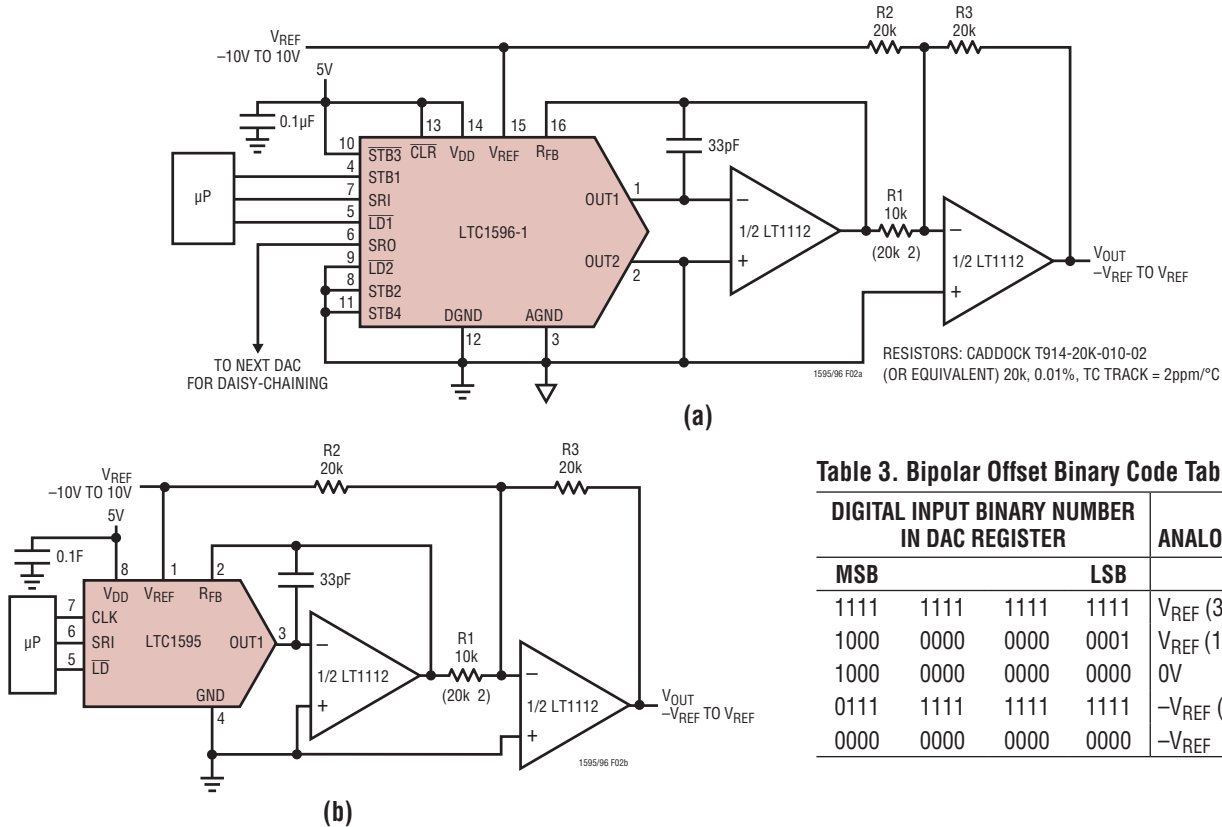 R2
20k
R3
20k
VREF
–10V TO 10V
5V
0.1µF
13
14
15
16
10
STB3
CLR
VDD
VREF
RFB
33pF
µP
4
STB1
7
SRI
5
LD1
6
SRO
9
LD2
8
STB2
11
STB4
LTC1596-1
OUT1
1
OUT2
2
DGND
AGND
12
3
–
1/2 LT1112
+
R1
10k
(20k 2)
–
1/2 LT1112
+
VOUT
–VREF TO VREF
TO NEXT DAC
FOR DAISY-CHAINING
1595/96 F02a
RESISTORS: CADDOCK T914-20K-010-02
(OR EQUIVALENT) 20k, 0.01%, TC TRACK = 2ppm/°C
(a)
R2
20k
R3
20k
VREF
–10V TO 10V
5V
0.1F
8
1
2
VDD
VREF
RFB
33pF
µP
7
CLK
6
SRI
5
LD
LTC1595
OUT1
3
GND
4
–
1/2 LT1112
+
R1
10k
(20k 2)
–
1/2 LT1112
+
VOUT
–VREF TO VREF
1595/96 F02b
(b)
Table 3. Bipolar Offset Binary Code Tab
DIGITAL INPUT BINARY NUMBER
IN DAC REGISTER
ANALO
MSB LSB
1111 1111 1111 1111 VREF (3
1000 0000 0000 0001 VREF (1
1000 0000 0000 0000 0V
0111 1111 1111 1111 –VREF (
0000 0000 0000 0000 –VREF